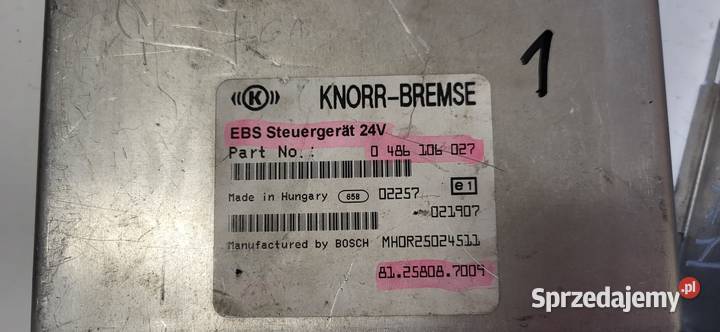 1
((K)) KNORR-BREMSE
EBS Steuergerät 24V
Part No.: 0 486 106 027
Made in Hungary 658 02257 e1
021907
Manufactured by BOSCH MHOR25024511
81.25808.7009
Sprzedajemy.pl